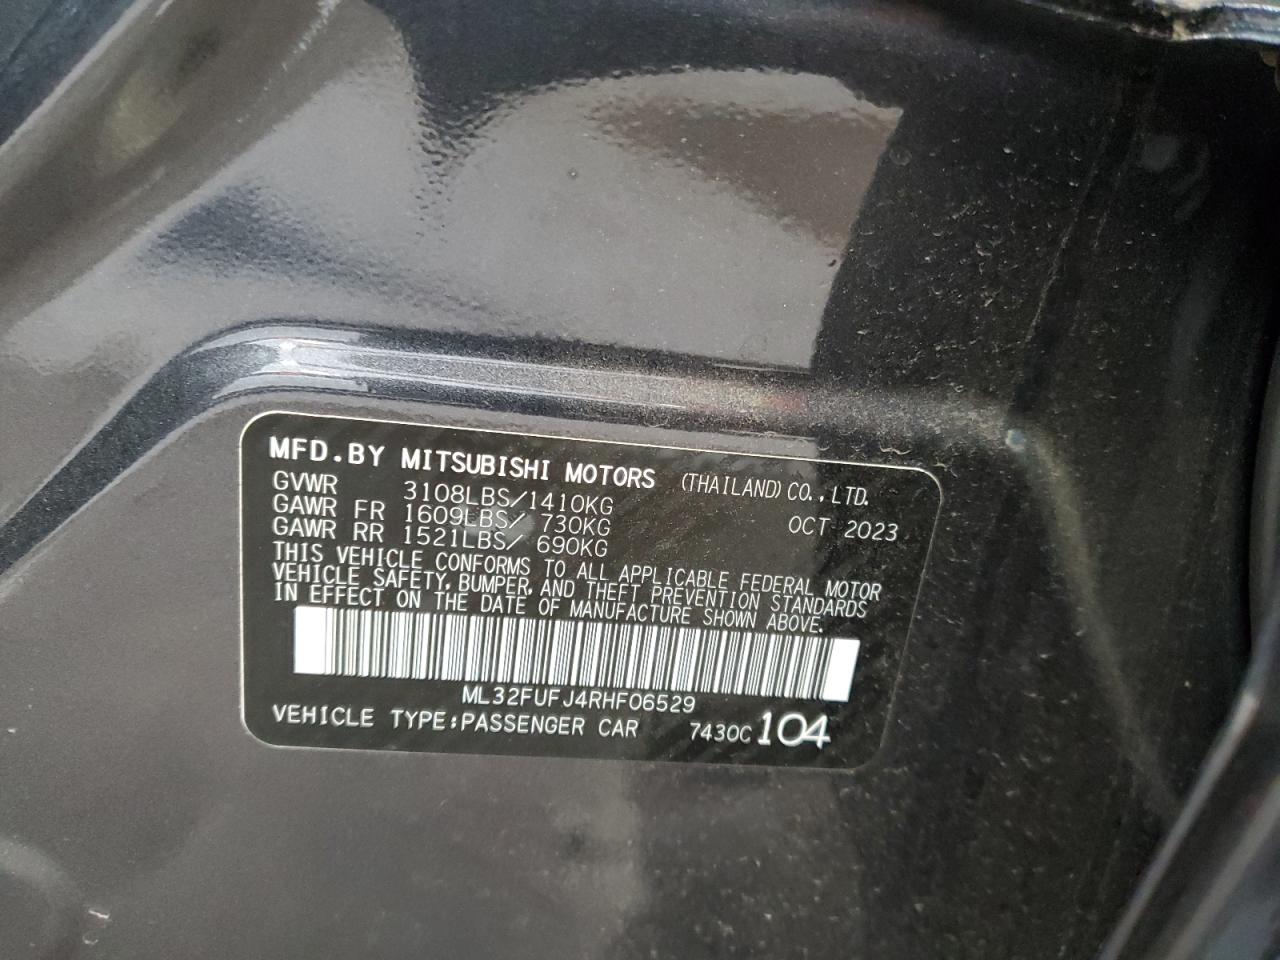 MFD.BY MITSUBISHI MOTORS (THAILAND) CO.,LTD.
GVWR 3108LBS/1410KG
GAWR FR 1609LBS/ 730KG OCT 2023
GAWR RR 1521LBS/ 690KG
THIS VEHICLE CONFORMS TO ALL APPLICABLE FEDERAL MOTOR
VEHICLE SAFETY, BUMPER, AND THEFT PREVENTION STANDARDS
IN EFFECT ON THE DATE OF MANUFACTURE SHOWN ABOVE.
ML32FUFJ4RHF06529
VEHICLE TYPE:PASSENGER CAR 7430C 104